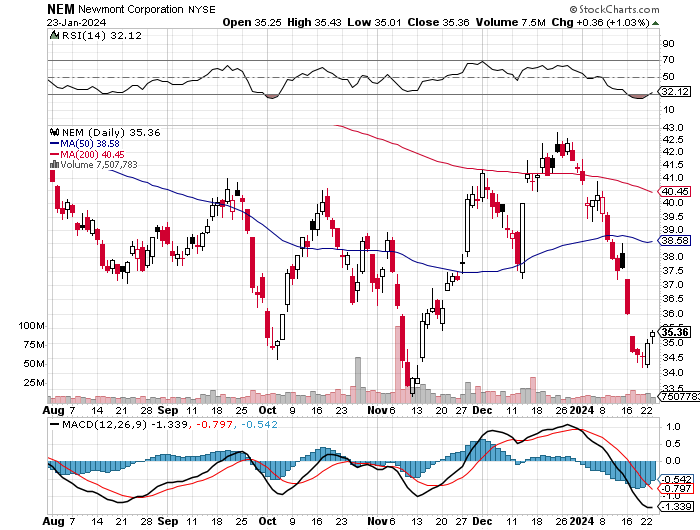 NEM Newmont Corporation NYSE © StockCharts.com
23-Jan-2024 Open 35.25 High 35.43 Low 35.01 Close 35.36 Volume 7.5M Chg +0.36 (+1.03%)
RSI(14) 32.12
90
70
50
32.12
10
NEM (Daily) 35.36
MA(50) 38.58
MA(200) 40.45
Volume 7,507,783
43.0
42.5
42.0
41.5
41.0
40.45
40.0
39.5
39.0
38.58
38.0
37.5
37.0
36.5
36.0
35.5
35.36
34.5
34.0
33.5
7507783
100M
75M
50M
25M
Aug 7 14 21 28 Sep 11 18 25 Oct 9 16 23 Nov 6 13 20 27 Dec 11 18 26 2024 8 16 22
MACD(12,26,9) -1.339, -0.797, -0.542
1.0
0.5
0.0
-0.542
-0.797
-1.0
-1.339
Aug 7 14 21 28 Sep 11 18 25 Oct 9 16 23 Nov 6 13 20 27 Dec 11 18 26 2024 8 16 22